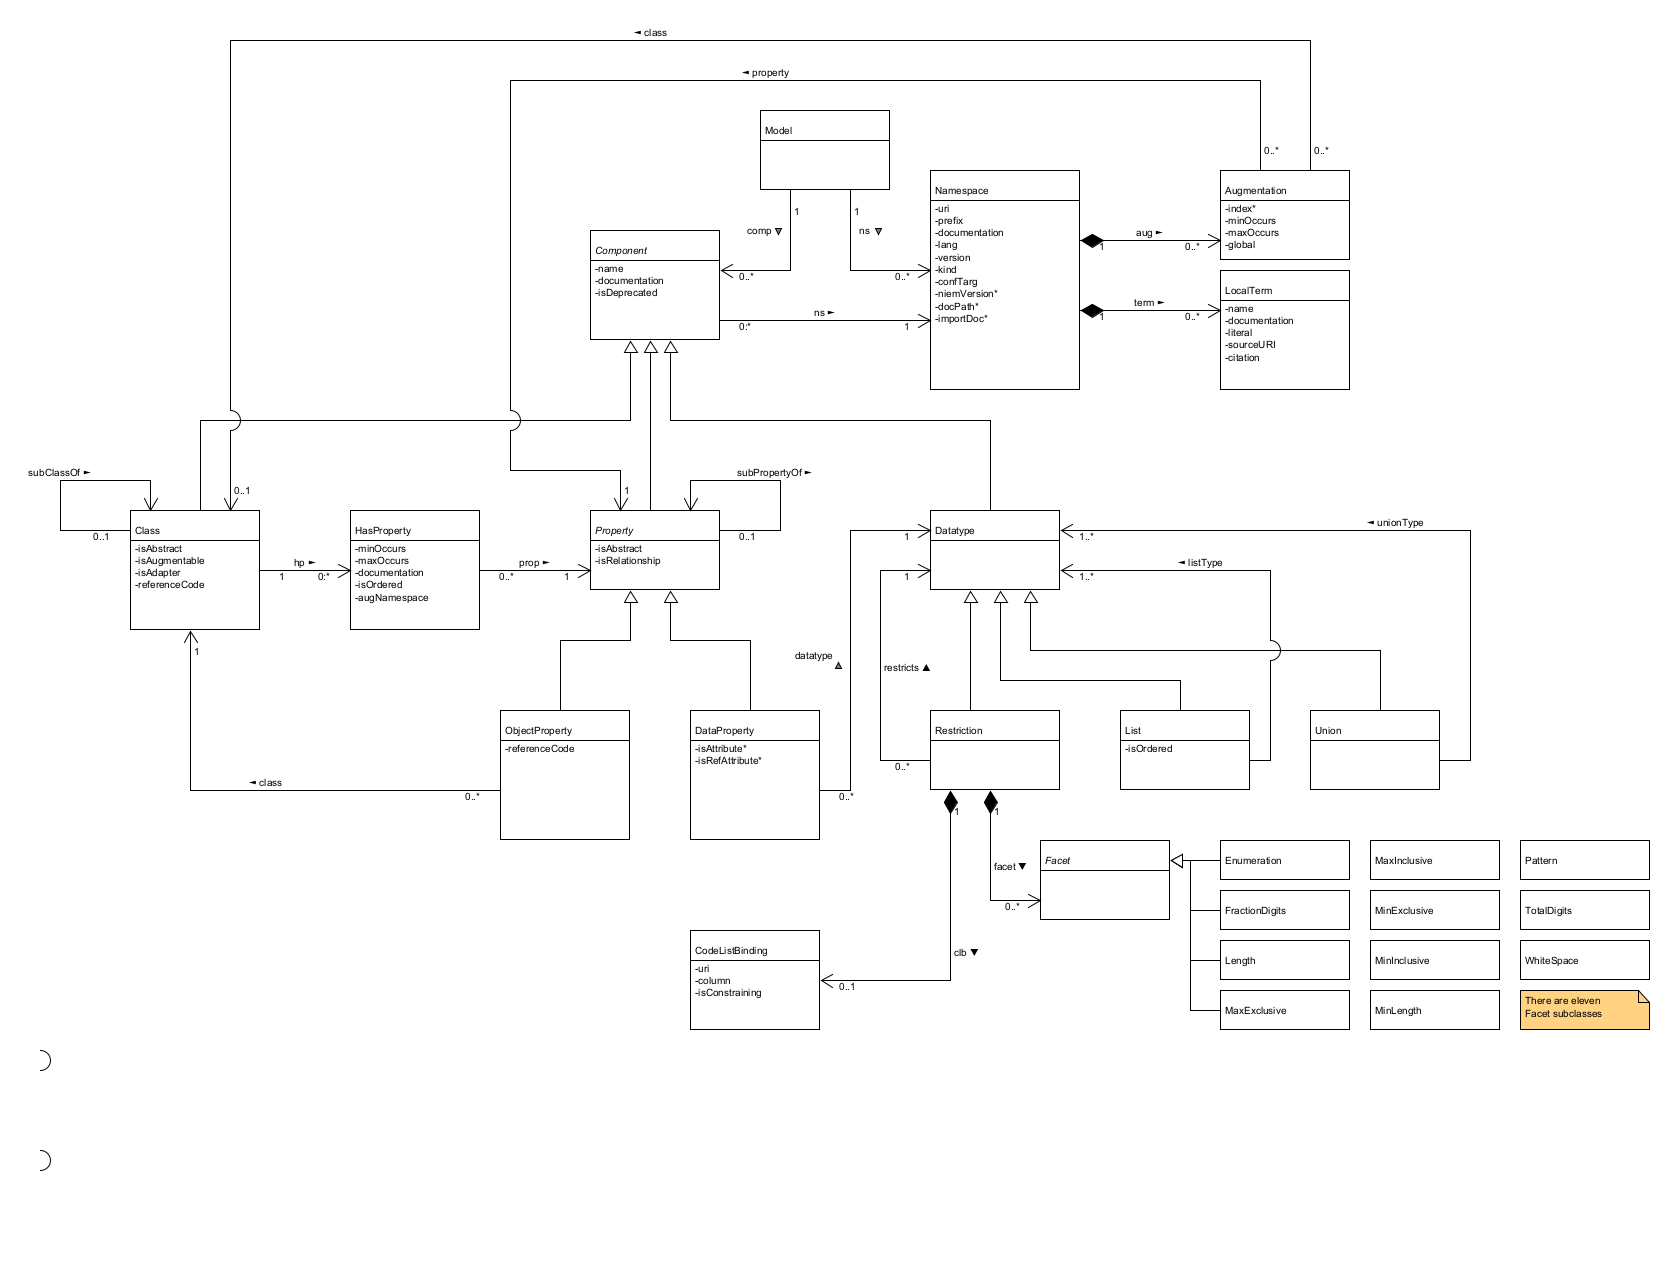 ◄ class
◄ property
Model
0..*
0..*
Namespace
-uri
-prefix
-documentation
-lang
-version
-kind
-confTarg
-niemVersion*
-docPath*
-importDoc*
Augmentation
-index*
-minOccurs
-maxOccurs
-global
1
1
comp ▼
ns ▼
0..*
0..*
1
aug ►
0..*
Component
-name
-documentation
-isDeprecated
ns ►
0:*
1
1
term ►
0..*
LocalTerm
-name
-documentation
-literal
-sourceURI
-citation
subClassOf ►
0..1
0..1
Class
-isAbstract
-isAugmentable
-isAdapter
-referenceCode
hp ►
1
0:*
HasProperty
-minOccurs
-maxOccurs
-documentation
-isOrdered
-augNamespace
prop ►
0..*
1
1
subPropertyOf ►
0..1
Property
-isAbstract
-isRelationship
Datatype
1
1
◄ unionType
1..*
◄ listType
1..*
1
datatype
▲
restricts ▲
ObjectProperty
-referenceCode
◄ class
0..*
DataProperty
-isAttribute*
-isRefAttribute*
0..*
Restriction
0..*
List
-isOrdered
Union
1
1
facet ▼
0..*
Facet
clb ▼
0..1
CodeListBinding
-uri
-column
-isConstraining
Enumeration
MaxInclusive
Pattern
FractionDigits
MinExclusive
TotalDigits
Length
MinInclusive
WhiteSpace
MaxExclusive
MinLength
There are eleven
Facet subclasses